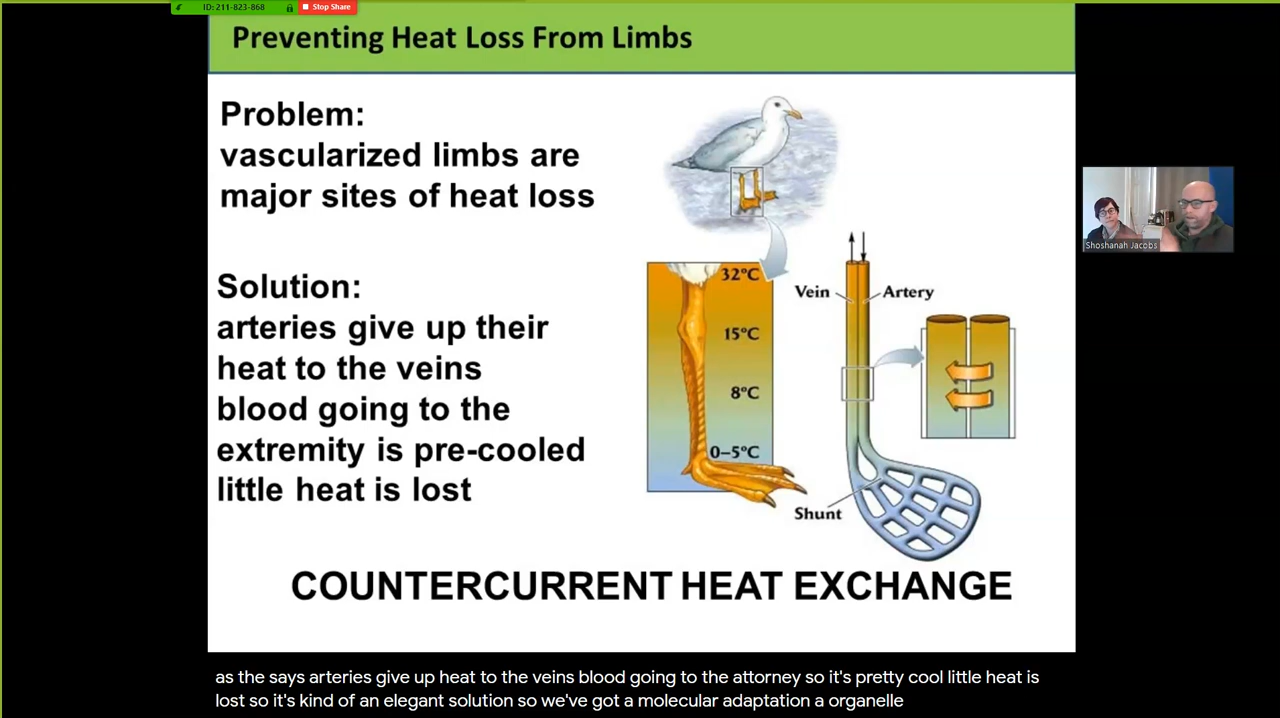 ID: 211-823-868
Stop Share
Preventing Heat Loss From Limbs
Problem:
vascularized limbs are
major sites of heat loss
Solution:
arteries give up their
heat to the veins
blood going to the
extremity is pre-cooled
little heat is lost
32°C
15°C
8°C
0–5°C
Vein
Artery
Shunt
COUNTERCURRENT HEAT EXCHANGE
Shoshanah Jacobs
as the says arteries give up heat to the veins blood going to the attorney so it's pretty cool little heat is
lost so it's kind of an elegant solution so we've got a molecular adaptation a organelle